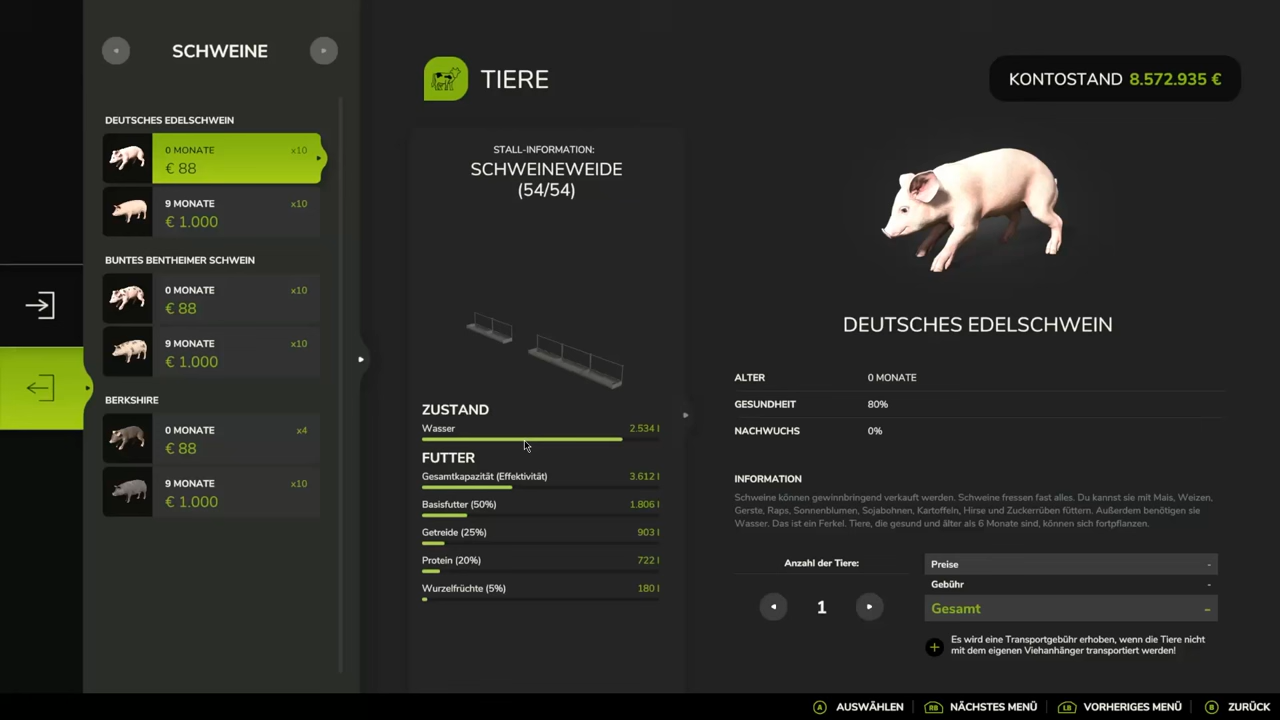 SCHWEINE
DEUTSCHES EDELSCHWEIN
0 MONATE x10
€ 88
9 MONATE x10
€ 1.000
BUNTES BENTHEIMER SCHWEIN
0 MONATE x10
€ 88
9 MONATE x10
€ 1.000
BERKSHIRE
0 MONATE x4
€ 88
9 MONATE x10
€ 1.000
TIERE
KONTOSTAND 8.572.935 €
STALL-INFORMATION:
SCHWEINEWEIDE
(54/54)
ZUSTAND
Wasser 2.534 l
FUTTER
Gesamtkapazität (Effektivität) 3.612 l
Basisfutter (50%) 1.806 l
Getreide (25%) 903 l
Protein (20%) 722 l
Wurzelfrüchte (5%) 180 l
DEUTSCHES EDELSCHWEIN
ALTER 0 MONATE
GESUNDHEIT 80%
NACHWUCHS 0%
INFORMATION
Schweine können gewinnbringend verkauft werden. Schweine fressen fast alles. Du kannst sie mit Mais, Weizen,
Gerste, Raps, Sonnenblumen, Sojabohnen, Kartoffeln, Hirse und Zuckerrüben füttern. Außerdem benötigen sie
Wasser. Das ist ein Ferkel. Tiere, die gesund und älter als 6 Monate sind, können sich fortpflanzen.
Anzahl der Tiere:
1
Preise -
Gebühr -
Gesamt -
Es wird eine Transportgebühr erhoben, wenn die Tiere nicht
mit dem eigenen Viehanhänger transportiert werden!
A AUSWÄHLEN RB NÄCHSTES MENÜ LB VORHERIGES MENÜ B ZURÜCK